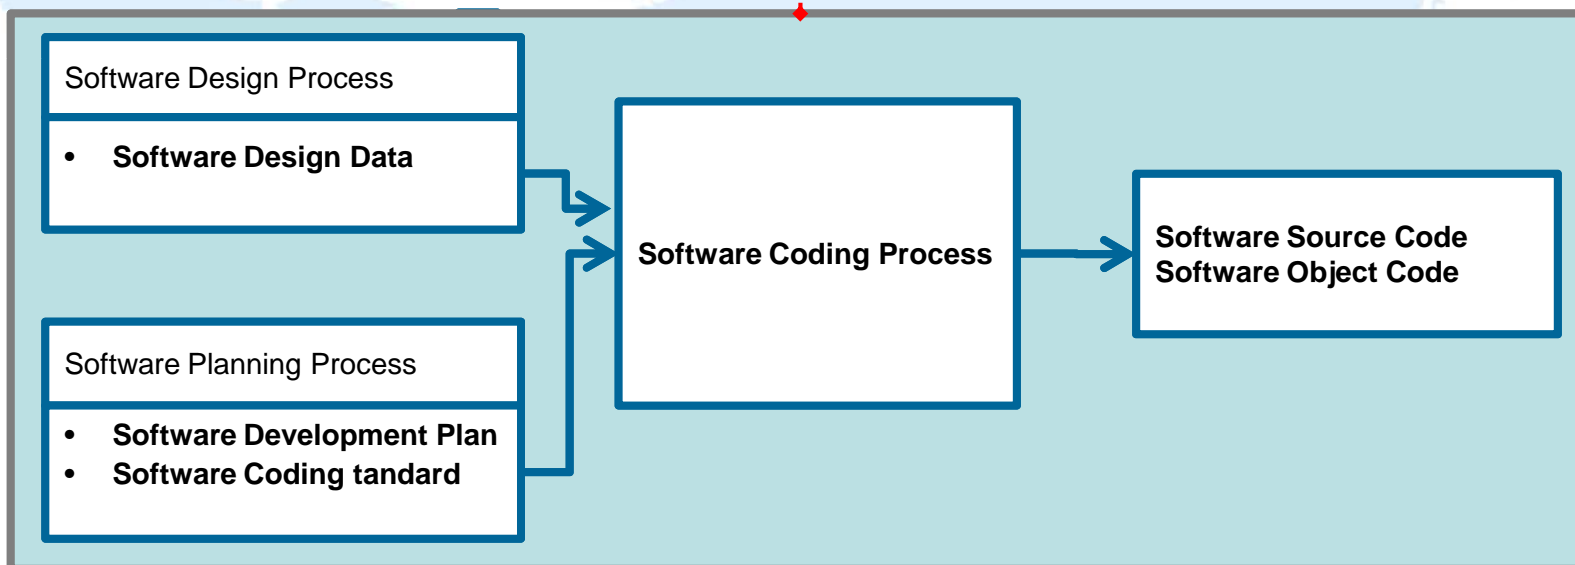 Software Design Process
• Software Design Data
Software Planning Process
• Software Development Plan
• Software Coding tandard
Software Coding Process
Software Source Code
Software Object Code